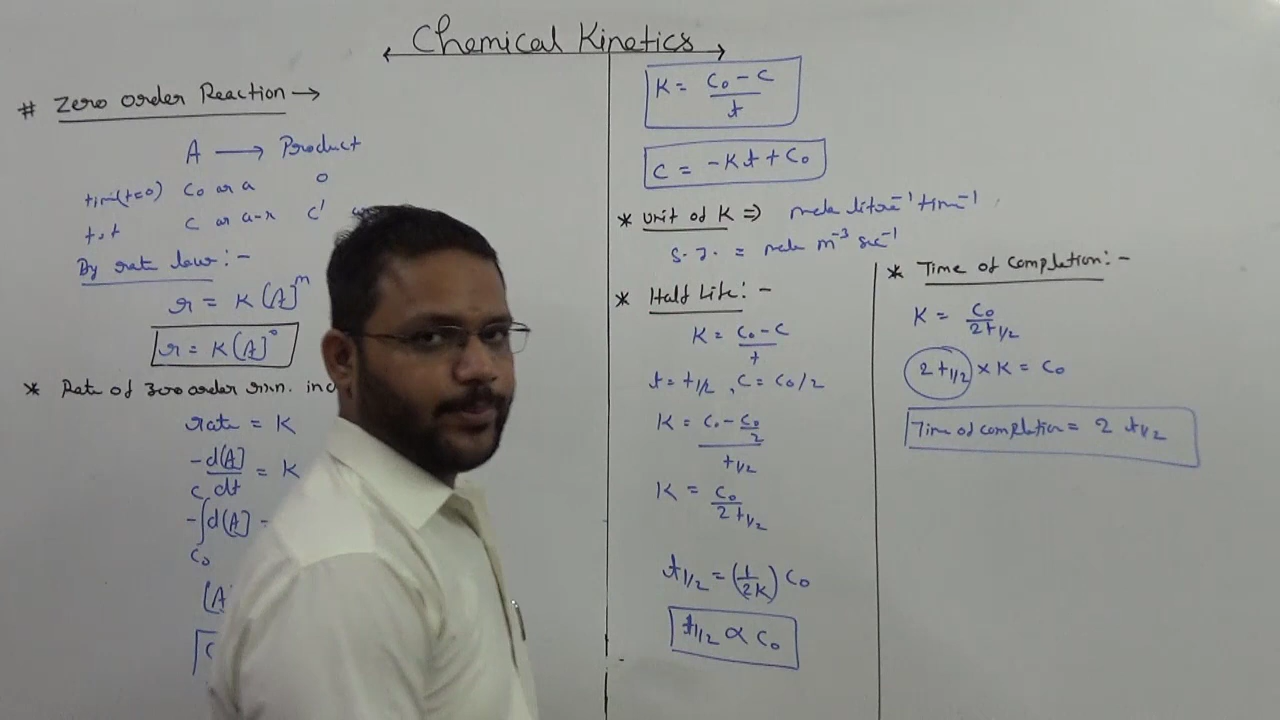 Chemical Kinetics
# Zero order Reaction →
A → Product
time(t=0) C₀ or a 0
t=t C or a-x C'
By rate law:-
r = K[A]ᵐ
r = K[A]⁰
* Rate of zero order rxn. inc
rate = K
-d[A]/dt = K
-∫d[A] =
C
C₀
[A
K = (C₀ - C)/t
C = -Kt + C₀
* Unit of K ⇒ mole litre⁻¹ time⁻¹
S.I. = mole m⁻³ sec⁻¹
* Half Life:-
K = (C₀ - C)/t
t = t1/2, C = C₀/2
K = (C₀ - C₀/2)/t1/2
K = C₀/2t1/2
t1/2 = (1/2K) C₀
t1/2 ∝ C₀
* Time of Completion:-
K = C₀/2t1/2
2t1/2 × K = C₀
Time of completion = 2 t1/2